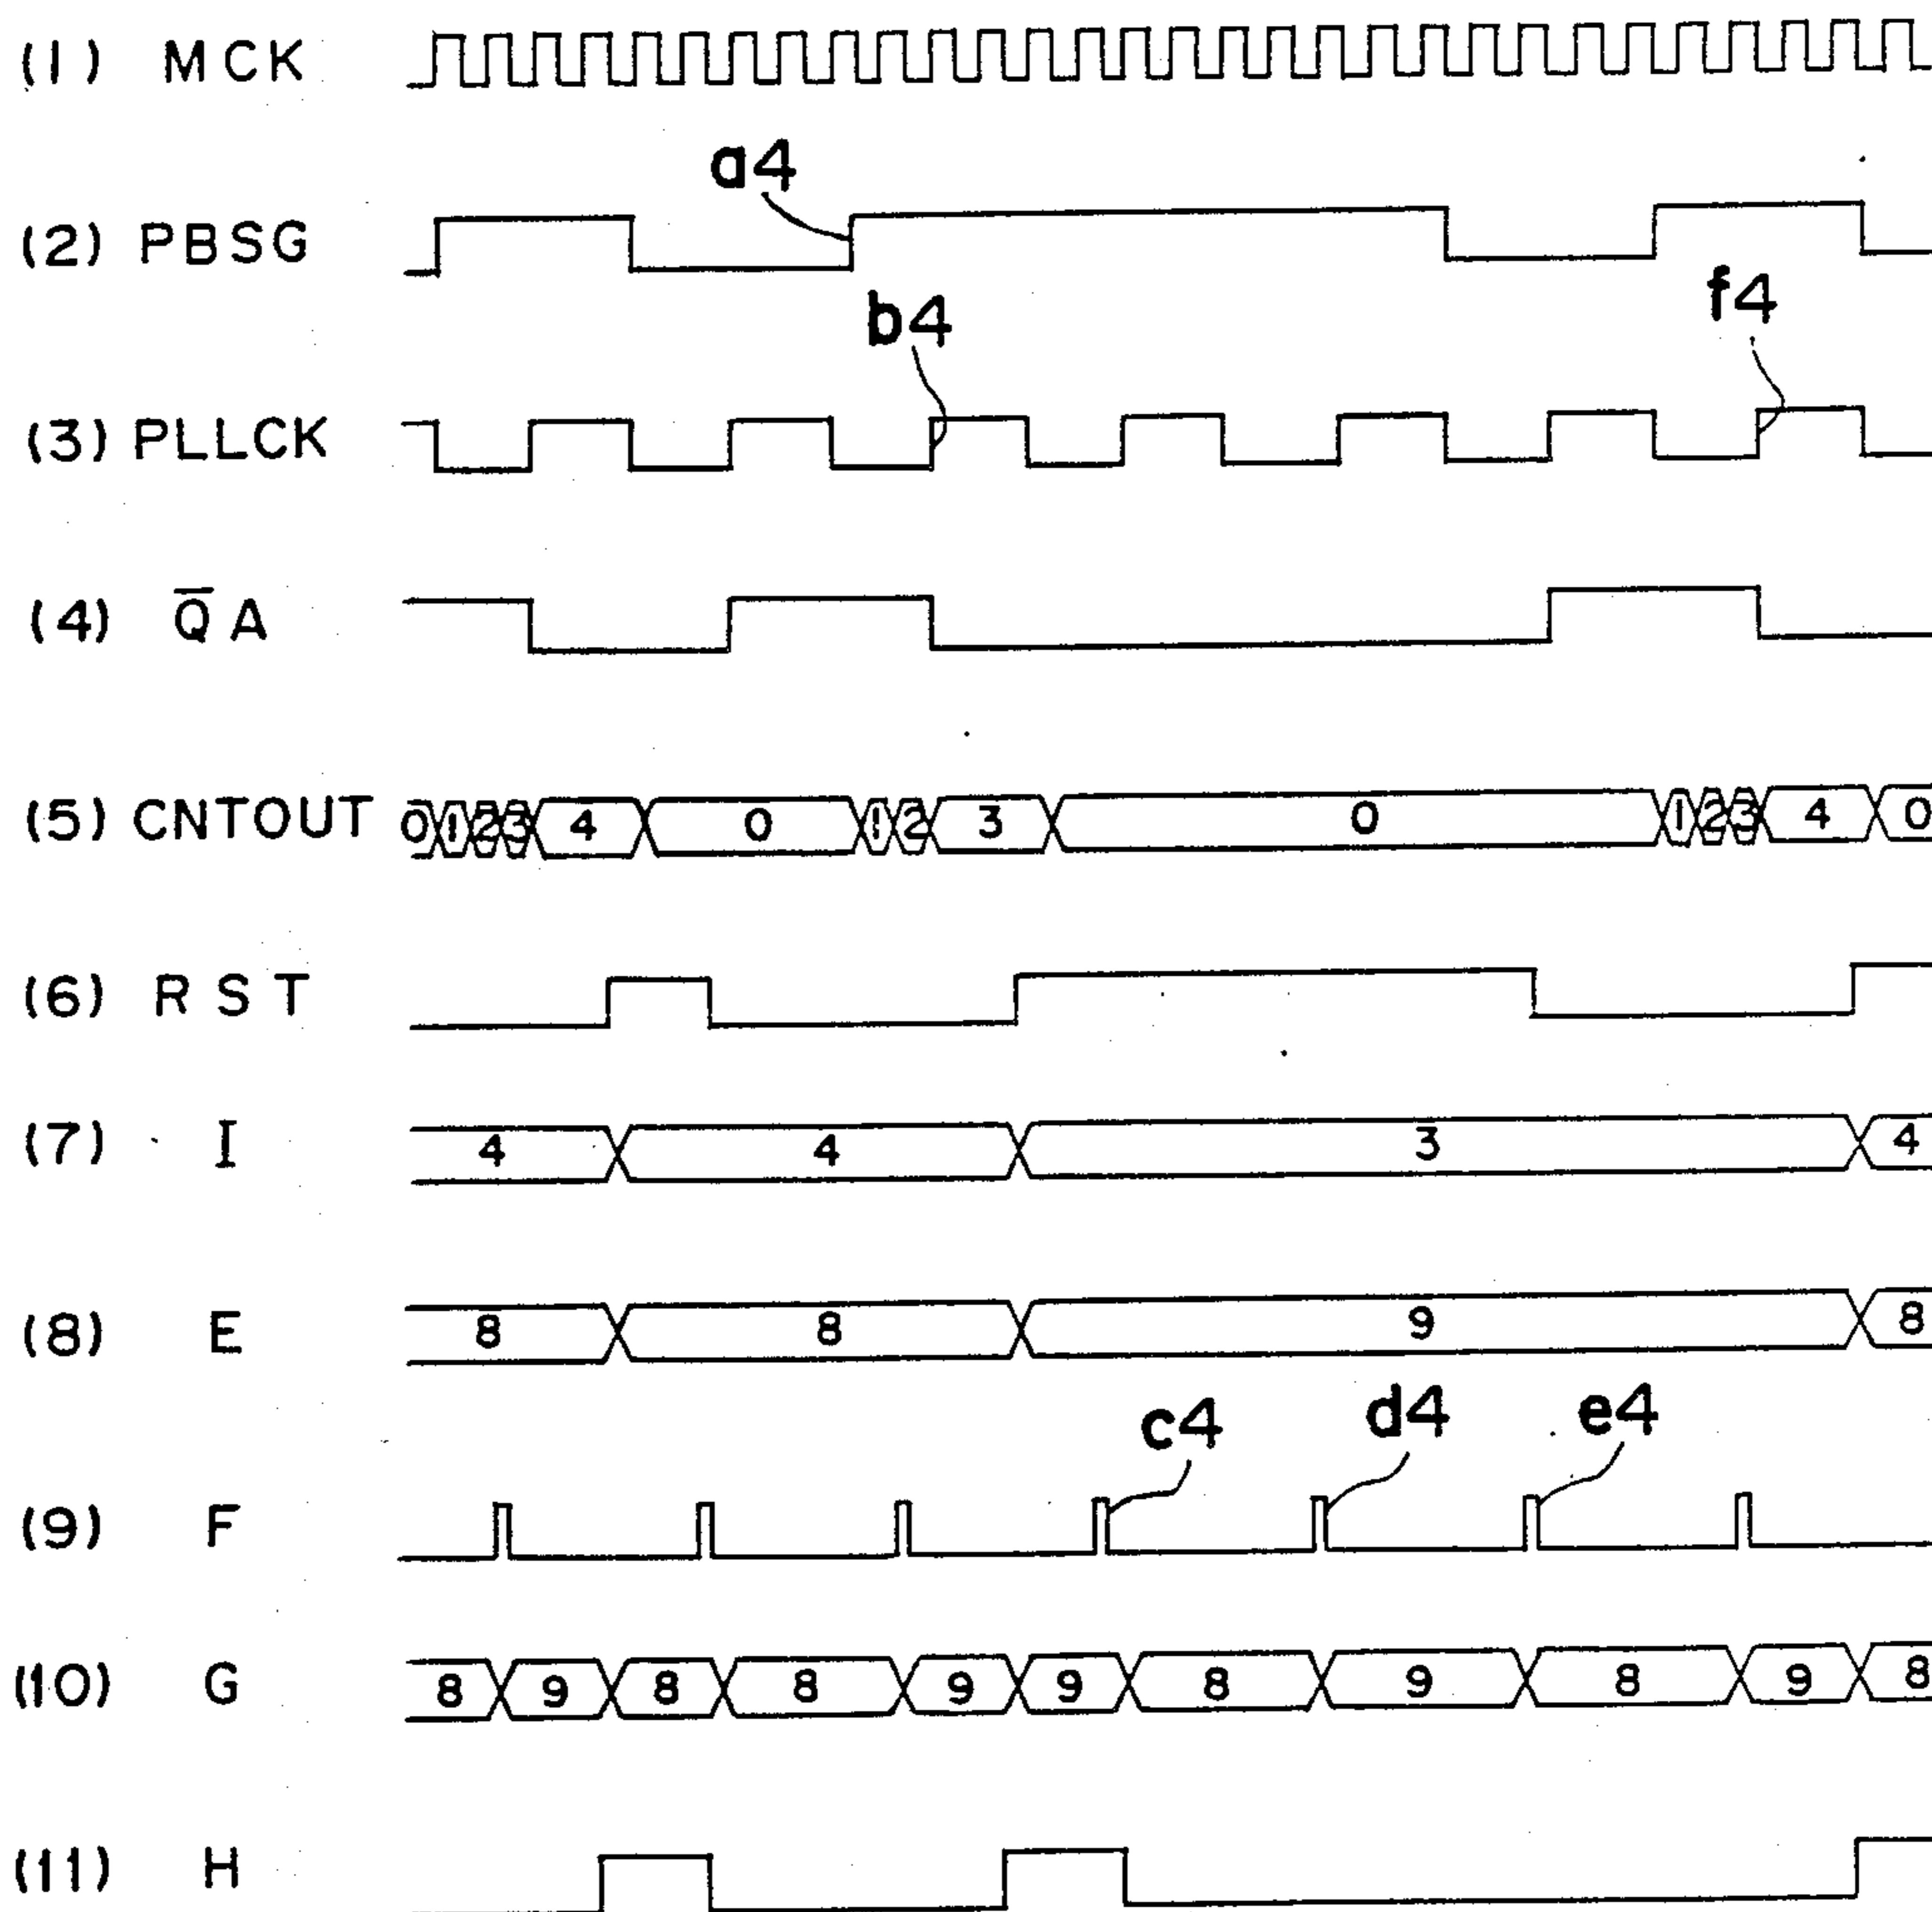 (1) MCK
a4
(2) PBSG
b4 f4
(3) PLLCK
(4) Q̅A
(5) CNTOUT 0 1 2 3 4 0 1 2 3 0 1 2 3 4 0
(6) RST
(7) I 4 4 3 4
(8) E 8 8 9 8
c4 d4 e4
(9) F
(10) G 8 9 8 8 9 9 8 9 8 9 8
(11) H